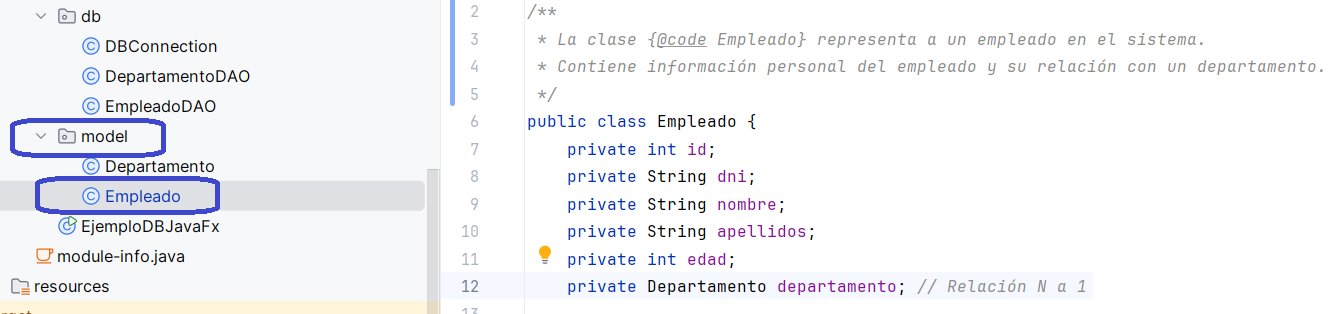 db
DBConnection
DepartamentoDAO
EmpleadoDAO
model
Departamento
Empleado
EjemploDBJavaFx
module-info.java
resources
2 /**
3 * La clase {@code Empleado} representa a un empleado en el sistema.
4 * Contiene información personal del empleado y su relación con un departamento.
5 */
6 public class Empleado {
7 private int id;
8 private String dni;
9 private String nombre;
10 private String apellidos;
11 private int edad;
12 private Departamento departamento; // Relación N a 1
13